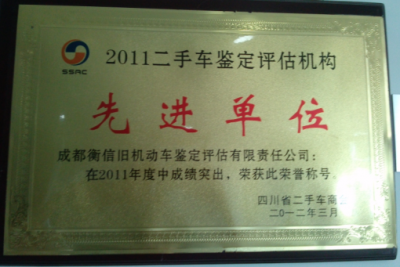 SSAC
2011二手车鉴定评估机构
先进单位
成都衡信旧机动车鉴定评估有限责任公司：
在2011年度中成绩突出，荣获此荣誉称号。
四川省二手车商
二0一二年三月